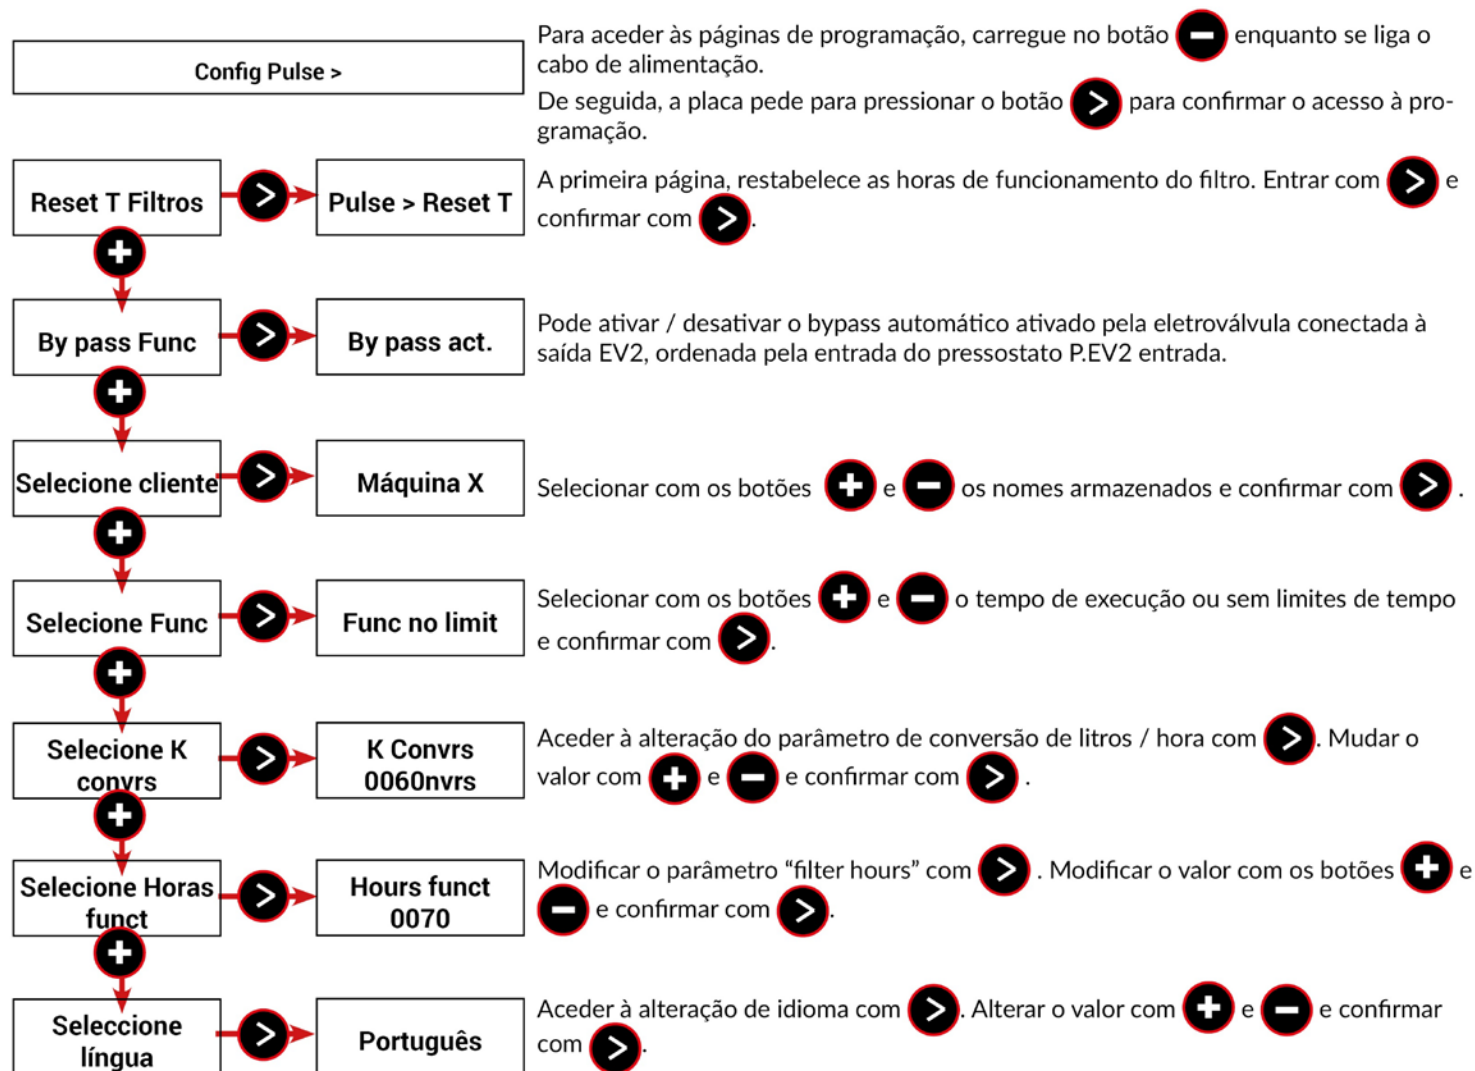 Config Pulse >
Para aceder às páginas de programação, carregue no botão − enquanto se liga o
cabo de alimentação.
De seguida, a placa pede para pressionar o botão > para confirmar o acesso à pro-
gramação.
Reset T Filtros
>
Pulse > Reset T
A primeira página, restabelece as horas de funcionamento do filtro. Entrar com > e
confirmar com >.
+
By pass Func
>
By pass act.
Pode ativar / desativar o bypass automático ativado pela eletroválvula conectada à
saída EV2, ordenada pela entrada do pressostato P.EV2 entrada.
+
Selecione cliente
>
Máquina X
Selecionar com os botões + e − os nomes armazenados e confirmar com > .
+
Selecione Func
>
Func no limit
Selecionar com os botões + e − o tempo de execução ou sem limites de tempo
e confirmar com >.
+
Selecione K
convrs
>
K Convrs
0060nvrs
Aceder à alteração do parâmetro de conversão de litros / hora com >. Mudar o
valor com + e − e confirmar com > .
+
Selecione Horas
funct
>
Hours funct
0070
Modificar o parâmetro “filter hours” com > . Modificar o valor com os botões + e
− e confirmar com >.
+
Seleccione
língua
>
Português
Aceder à alteração de idioma com >. Alterar o valor com + e − e confirmar
com >.